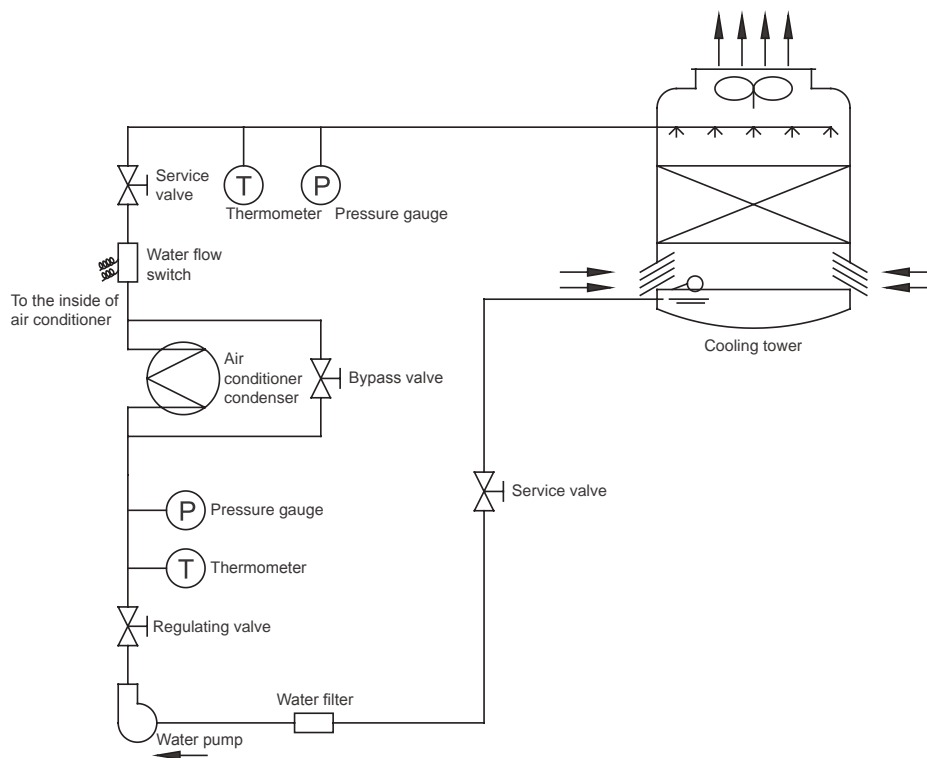 T
P
Service
valve
Thermometer
Pressure gauge
Water flow
switch
To the inside of
air conditioner
Cooling tower
Air
conditioner
condenser
Bypass valve
Service valve
P
Pressure gauge
T
Thermometer
Regulating valve
Water filter
Water pump